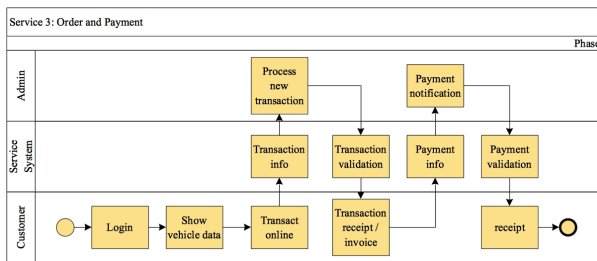 Service 3: Order and Payment
Phase
Admin
Process
new
transaction
Payment
notification
Service
System
Transaction
info
Transaction
validation
Payment
info
Payment
validation
Customer
Login
Show
vehicle data
Transact
online
Transaction
receipt /
invoice
receipt